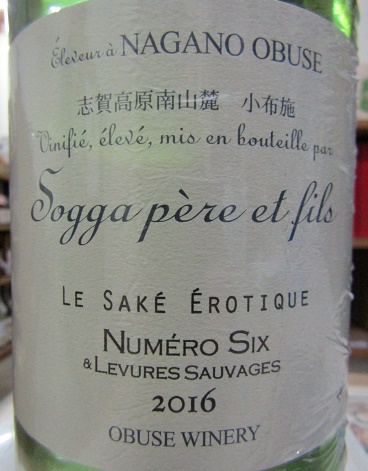 Éleveur à NAGANO OBUSE
志賀高原南山麓 小布施
Vinifié, élevé, mis en bouteille par
Sogga père et fils
LE SAKÉ ÉROTIQUE
NUMÉRO SIX
& LEVURES SAUVAGES
2016
OBUSE WINERY